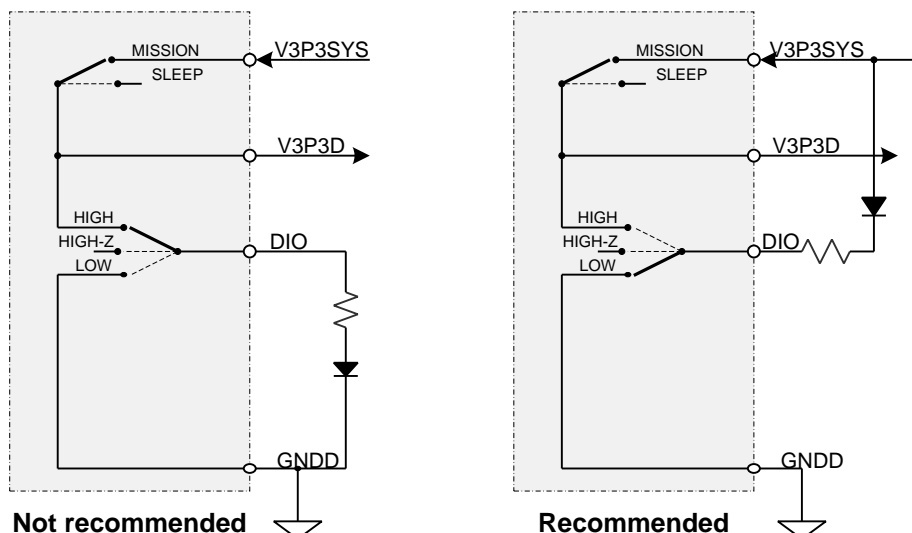 MISSION
V3P3SYS
SLEEP
V3P3D
HIGH
HIGH-Z
LOW
DIO
GNDD
Not recommended
MISSION
V3P3SYS
SLEEP
V3P3D
HIGH
HIGH-Z
LOW
DIO
GNDD
Recommended